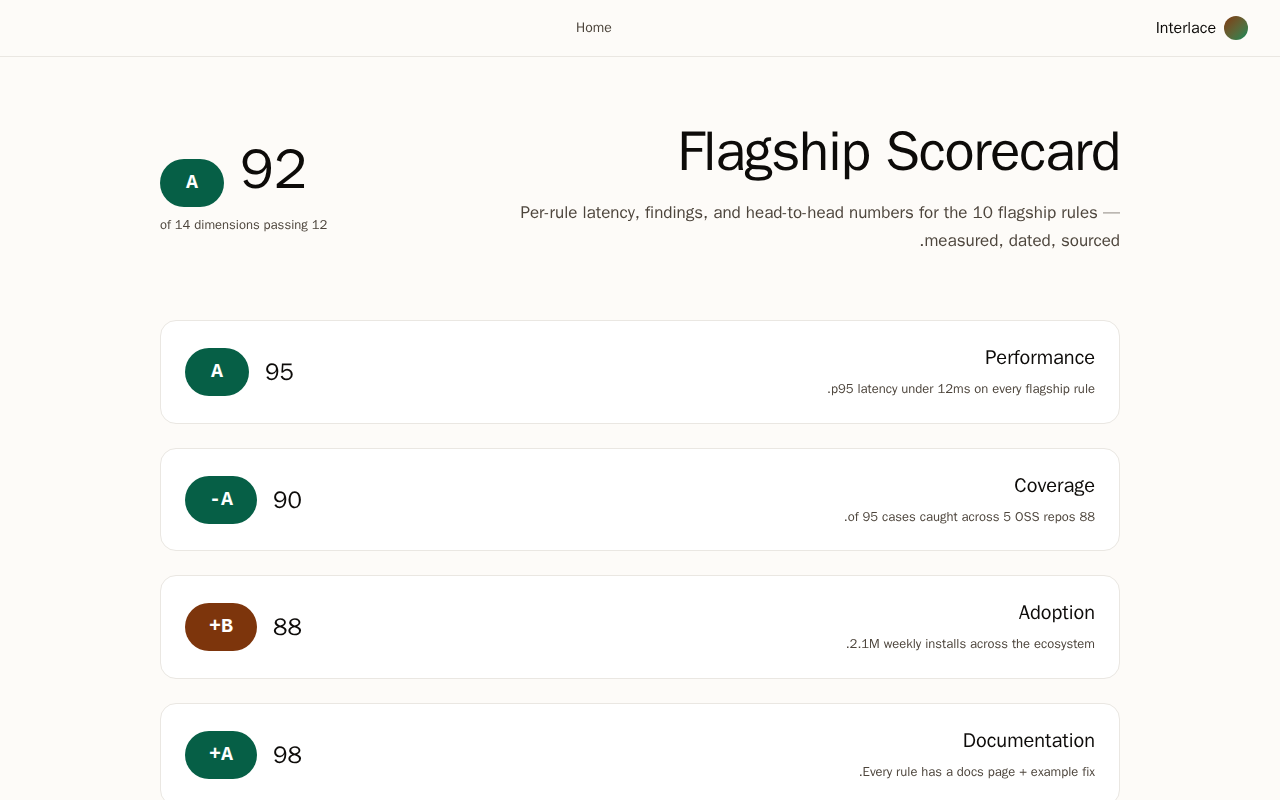 Interlace
Home
Flagship Scorecard
Per-rule latency, findings, and head-to-head numbers for the 10 flagship rules —
.measured, dated, sourced
92
A
of 14 dimensions passing 12
Performance
.p95 latency under 12ms on every flagship rule
95
A
Coverage
.of 95 cases caught across 5 OSS repos 88
90
-A
Adoption
.2.1M weekly installs across the ecosystem
88
+B
Documentation
.Every rule has a docs page + example fix
98
+A